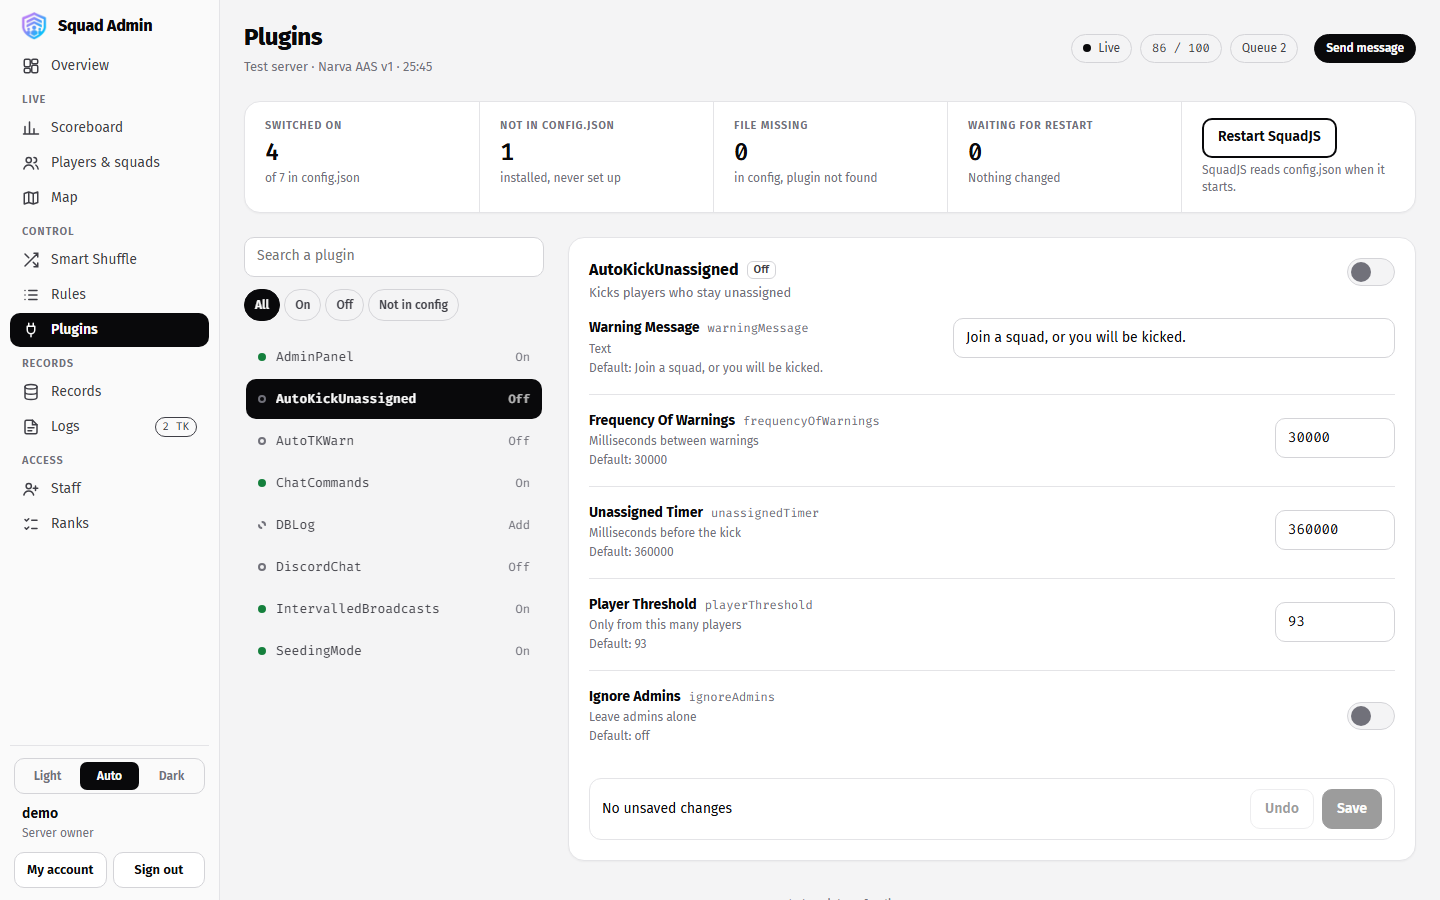 Squad Admin
Overview
LIVE
Scoreboard
Players & squads
Map
CONTROL
Smart Shuffle
Rules
Plugins
RECORDS
Records
Logs 2 TK
ACCESS
Staff
Ranks
Light Auto Dark
demo
Server owner
My account Sign out
Plugins
Test server · Narva AAS v1 · 25:45
Live 86 / 100 Queue 2 Send message
SWITCHED ON
4
of 7 in config.json
NOT IN CONFIG.JSON
1
installed, never set up
FILE MISSING
0
in config, plugin not found
WAITING FOR RESTART
0
Nothing changed
Restart SquadJS
SquadJS reads config.json when it
starts.
Search a plugin
All On Off Not in config
AdminPanel On
AutoKickUnassigned Off
AutoTKWarn Off
ChatCommands On
DBLog Add
DiscordChat Off
IntervalledBroadcasts On
SeedingMode On
AutoKickUnassigned Off
Kicks players who stay unassigned
Warning Message warningMessage
Text
Default: Join a squad, or you will be kicked.
Join a squad, or you will be kicked.
Frequency Of Warnings frequencyOfWarnings
Milliseconds between warnings
Default: 30000
30000
Unassigned Timer unassignedTimer
Milliseconds before the kick
Default: 360000
360000
Player Threshold playerThreshold
Only from this many players
Default: 93
93
Ignore Admins ignoreAdmins
Leave admins alone
Default: off
No unsaved changes
Undo Save